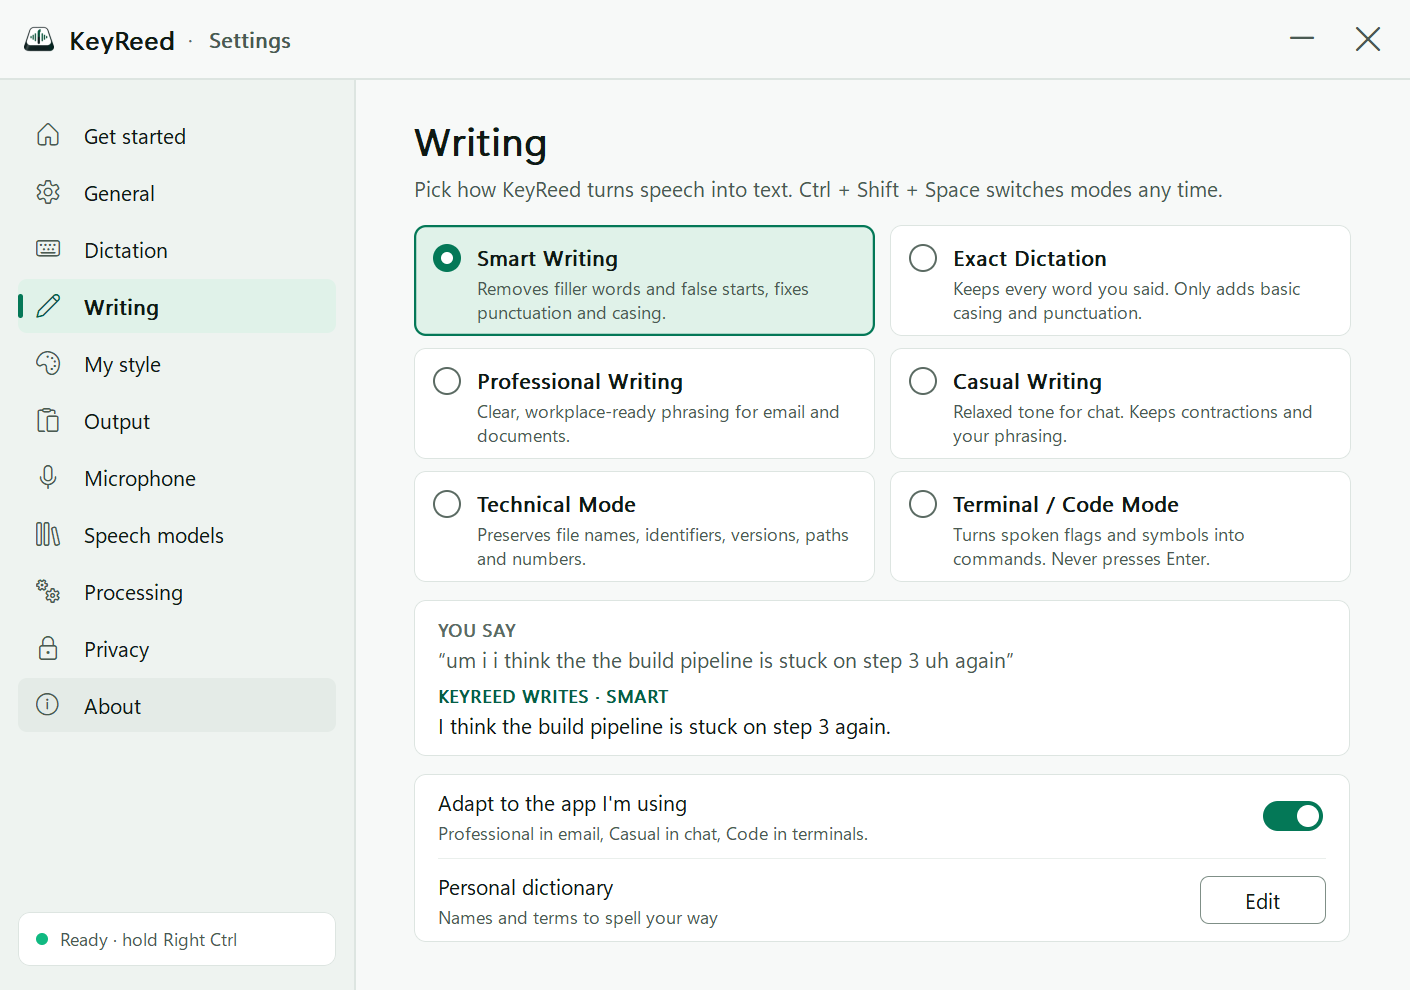 KeyReed · Settings
Get started
General
Dictation
Writing
My style
Output
Microphone
Speech models
Processing
Privacy
About
Ready · hold Right Ctrl
Writing
Pick how KeyReed turns speech into text. Ctrl + Shift + Space switches modes any time.
Smart Writing
Removes filler words and false starts, fixes
punctuation and casing.
Exact Dictation
Keeps every word you said. Only adds basic
casing and punctuation.
Professional Writing
Clear, workplace-ready phrasing for email and
documents.
Casual Writing
Relaxed tone for chat. Keeps contractions and
your phrasing.
Technical Mode
Preserves file names, identifiers, versions, paths
and numbers.
Terminal / Code Mode
Turns spoken flags and symbols into
commands. Never presses Enter.
YOU SAY
“um i i think the the build pipeline is stuck on step 3 uh again”
KEYREED WRITES · SMART
I think the build pipeline is stuck on step 3 again.
Adapt to the app I'm using
Professional in email, Casual in chat, Code in terminals.
Personal dictionary
Names and terms to spell your way
Edit